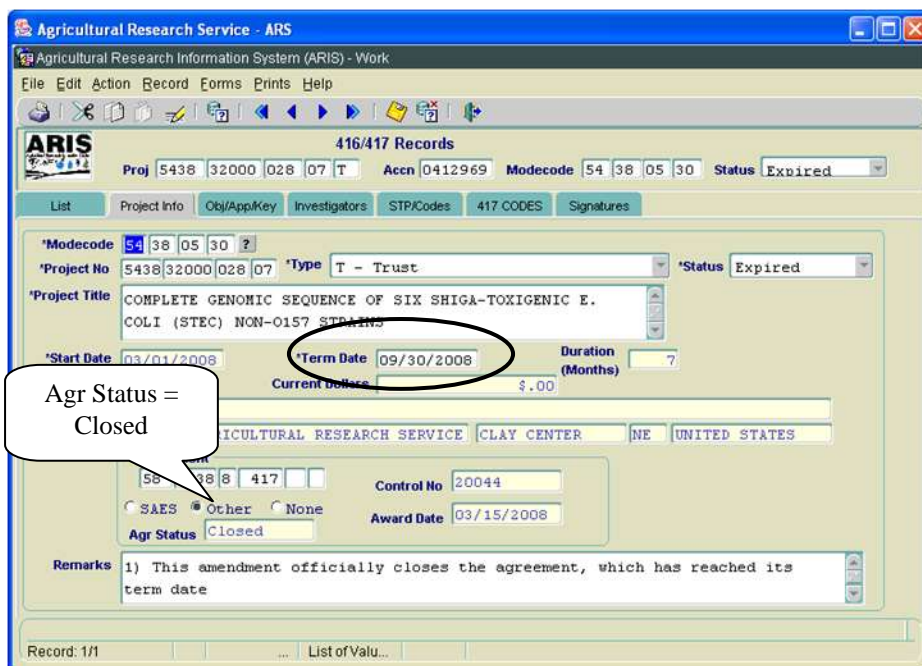 Agricultural Research Service - ARS
Agricultural Research Information System (ARIS) - Work
File Edit Action Record Forms Prints Help
ARIS
416/417 Records
Proj 5438 32000 028 07 T Accn 0412969 Modecode 54 38 05 30 Status Expired
List Project Info Obj/App/Key Investigators STP/Codes 417 CODES Signatures
*Modecode 54 38 05 30 ?
*Project No 5438 32000 028 07 *Type T - Trust *Status Expired
*Project Title COMPLETE GENOMIC SEQUENCE OF SIX SHIGA-TOXIGENIC E.
COLI (STEC) NON-O157 STRAINS
*Start Date 03/01/2008 *Term Date 09/30/2008 Duration (Months) 7
Current Dollars $.00
Agr Status =
Closed
RICULTURAL RESEARCH SERVICE CLAY CENTER NE UNITED STATES
58 38 8 417 Control No 20044
SAES Other None
Award Date 03/15/2008
Agr Status Closed
Remarks 1) This amendment officially closes the agreement, which has reached its
term date
Record: 1/1 ... List of Valu...